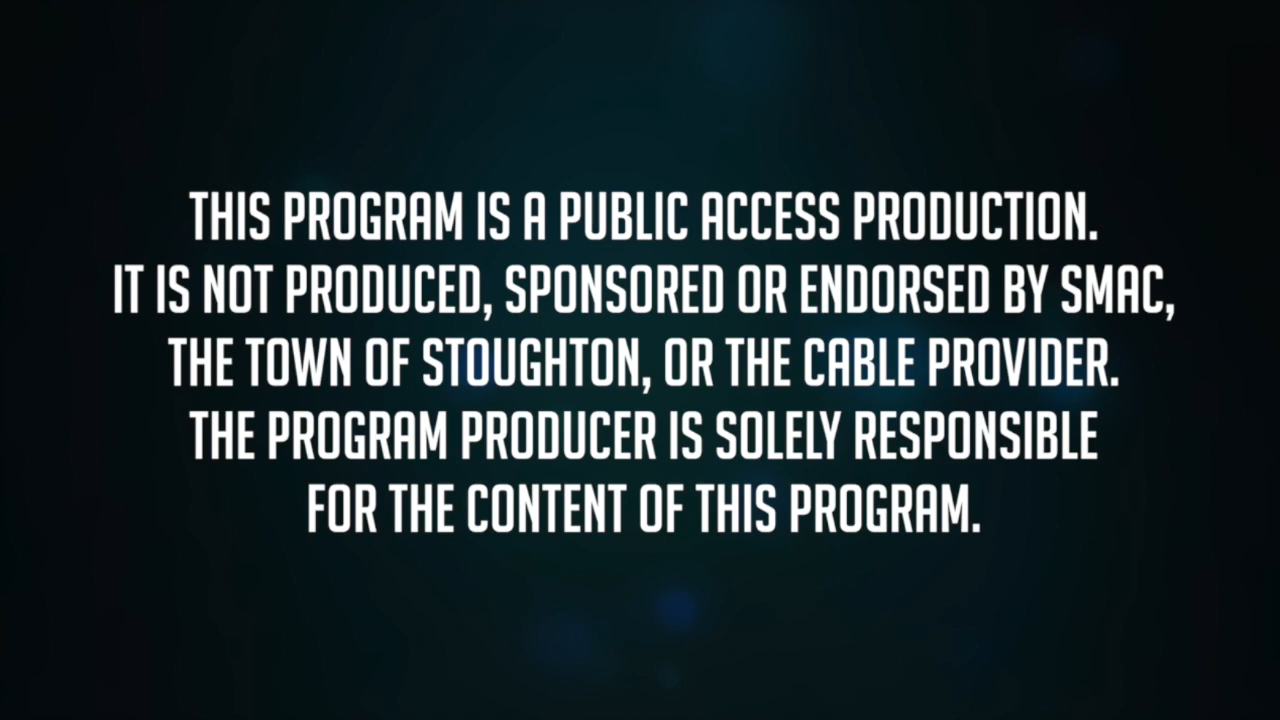 THIS PROGRAM IS A PUBLIC ACCESS PRODUCTION.
IT IS NOT PRODUCED, SPONSORED OR ENDORSED BY SMAC,
THE TOWN OF STOUGHTON, OR THE CABLE PROVIDER.
THE PROGRAM PRODUCER IS SOLELY RESPONSIBLE
FOR THE CONTENT OF THIS PROGRAM.